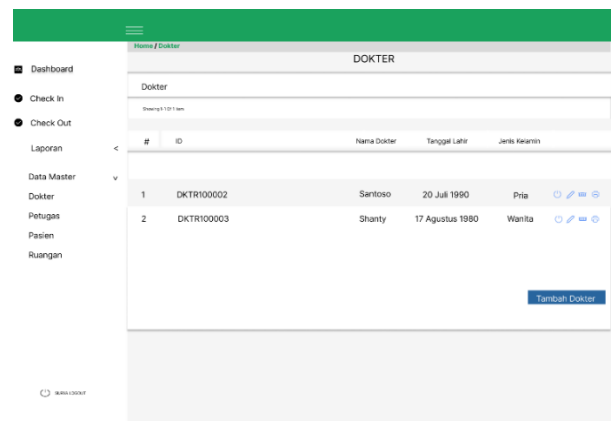 Home / Dokter
DOKTER
Dashboard
Check In
Check Out
Laporan <
Data Master v
Dokter
Petugas
Pasien
Ruangan
LOGOUT
Dokter
# ID Nama Dokter Tanggal Lahir Jenis Kelamin
1 DKTR100002 Santoso 20 Juli 1990 Pria
2 DKTR100003 Shanty 17 Agustus 1980 Wanita
Tambah Dokter